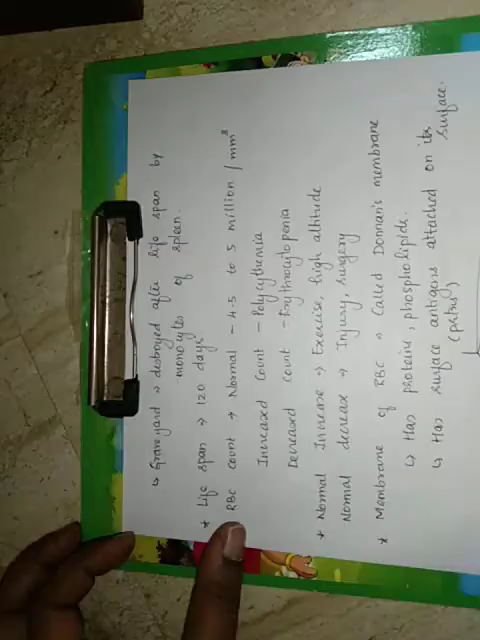 ↳ Graveyard → destroyed after life span by
monocytes of spleen.
* Life span → 120 days
RBC count → Normal – 4.5 to 5 million / mm³
Increased count – Polycythemia
Decreased count – Erythrocytopenia
* Normal Increase → Exercise, high altitude
Normal decrease → Injury, surgery
* Membrane of RBC → Called Donnan's membrane
↳ Has proteins, phospholipids.
↳ Has surface antigens attached on its
surface.